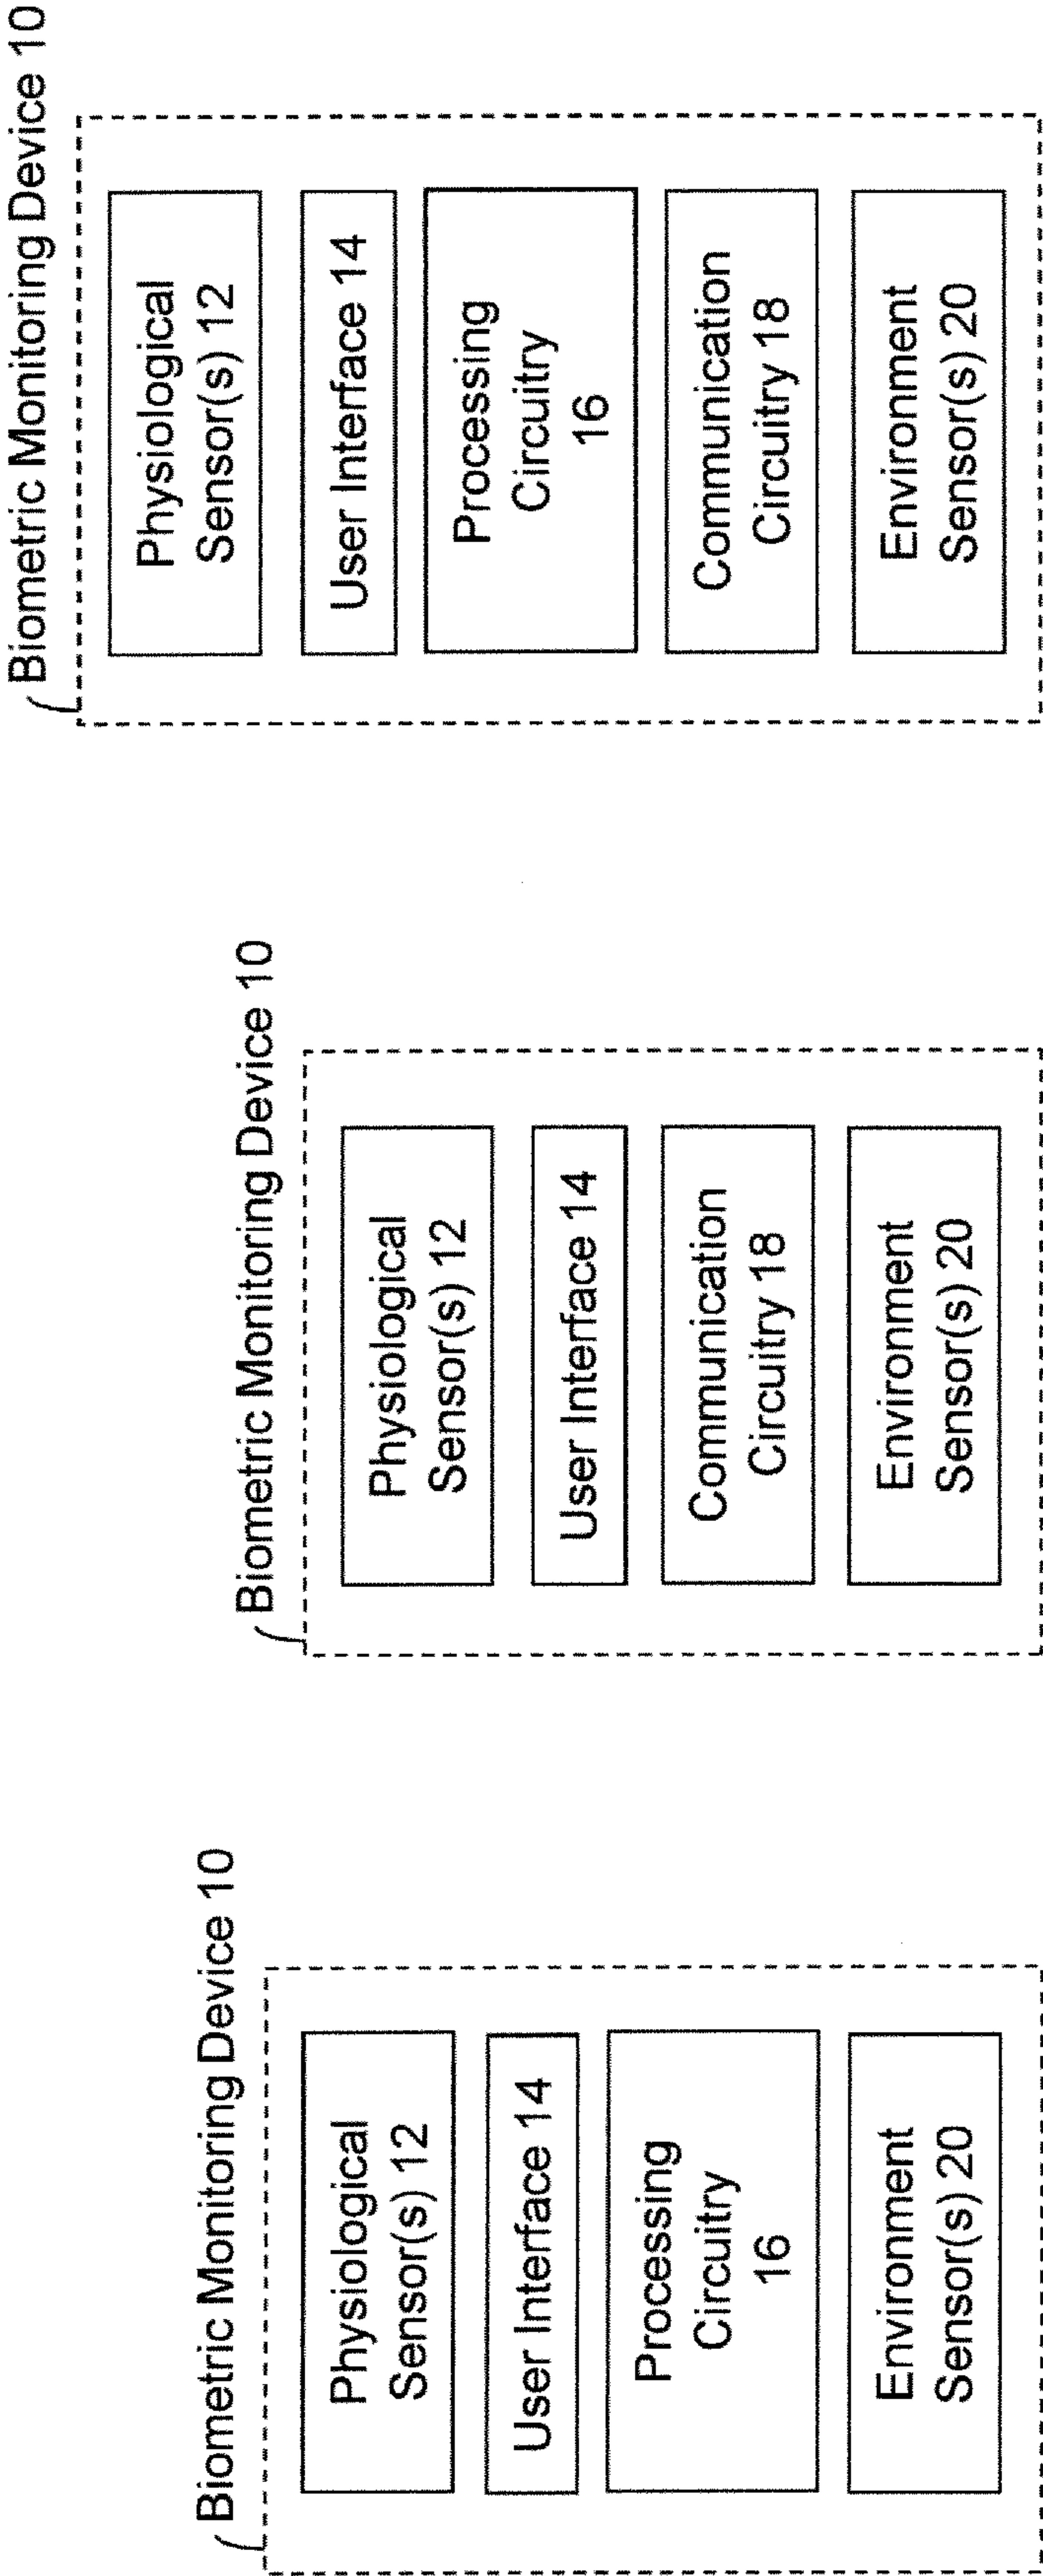 Biometric Monitoring Device 10
Physiological
Sensor(s) 12
User Interface 14
Processing
Circuitry
16
Environment
Sensor(s) 20
Biometric Monitoring Device 10
Physiological
Sensor(s) 12
User Interface 14
Communication
Circuitry 18
Environment
Sensor(s) 20
Biometric Monitoring Device 10
Physiological
Sensor(s) 12
User Interface 14
Processing
Circuitry
16
Communication
Circuitry 18
Environment
Sensor(s) 20